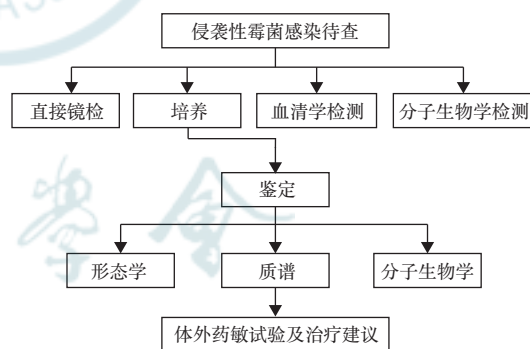 侵袭性霉菌感染待查
直接镜检
培养
血清学检测
分子生物学检测
鉴定
形态学
质谱
分子生物学
体外药敏试验及治疗建议